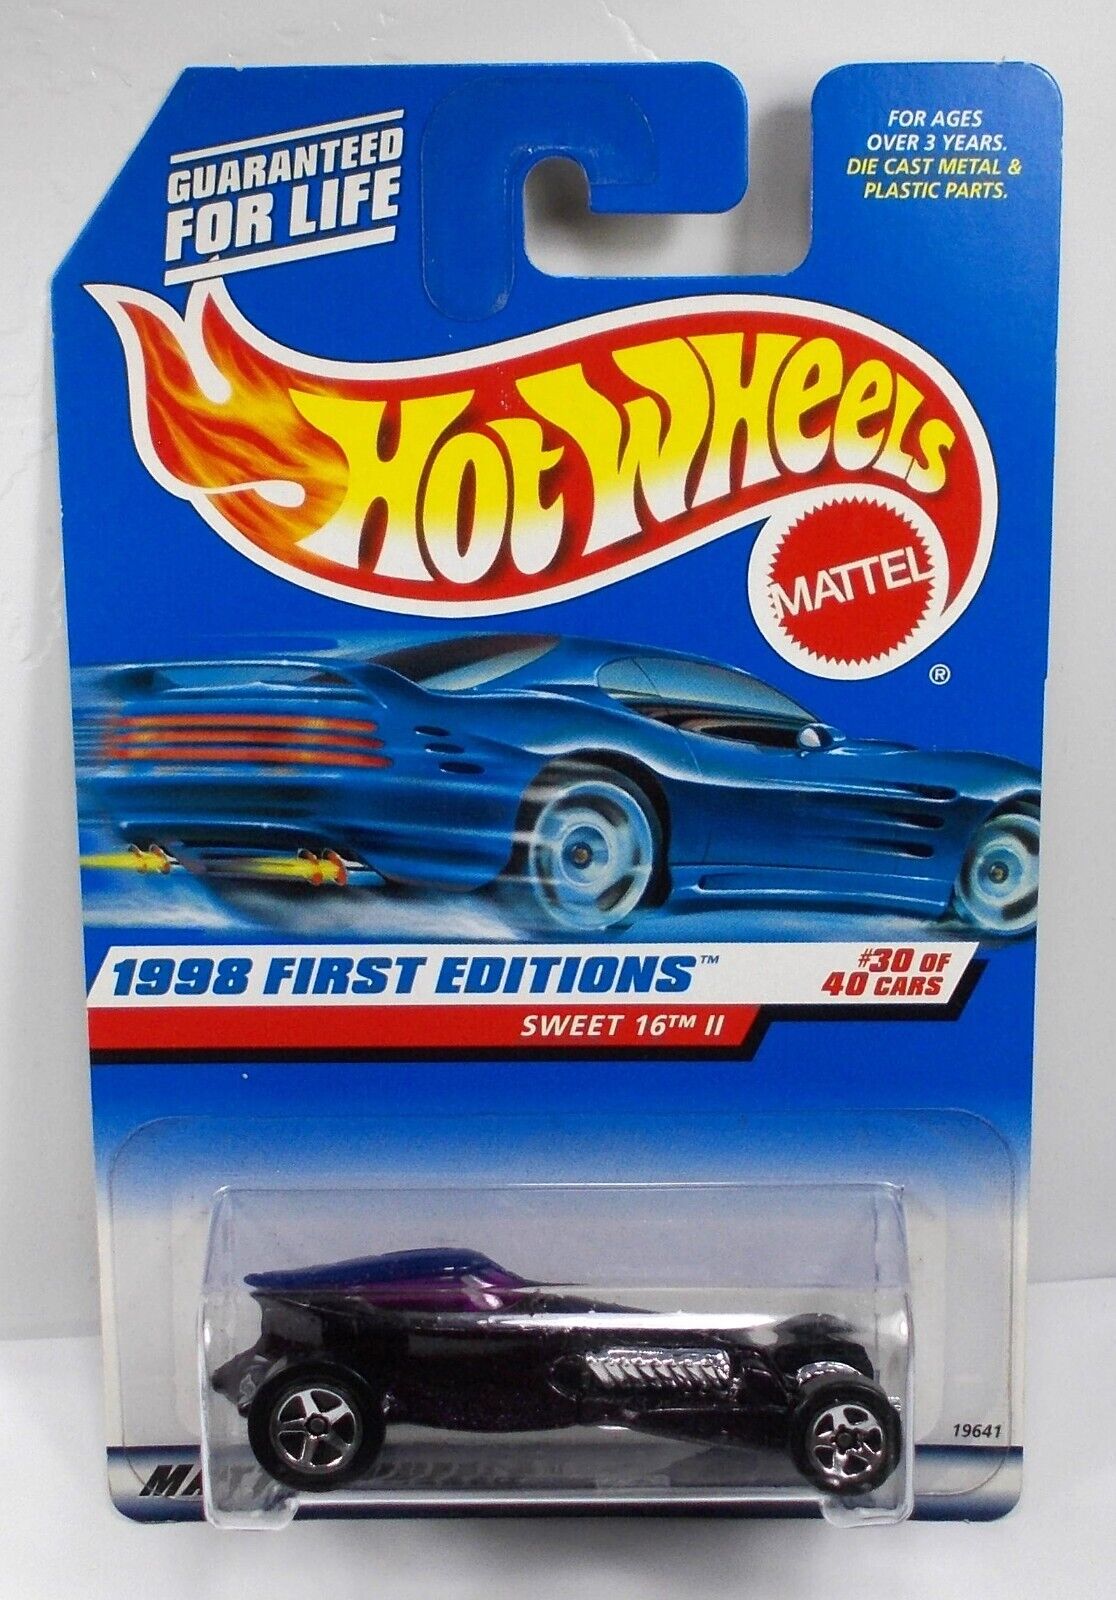 GUARANTEED
FOR LIFE
FOR AGES
OVER 3 YEARS.
DIE CAST METAL &
PLASTIC PARTS.
HOT WHEELS
MATTEL
®
1998 FIRST EDITIONS™
#30 OF
40 CARS
SWEET 16™ II
19641